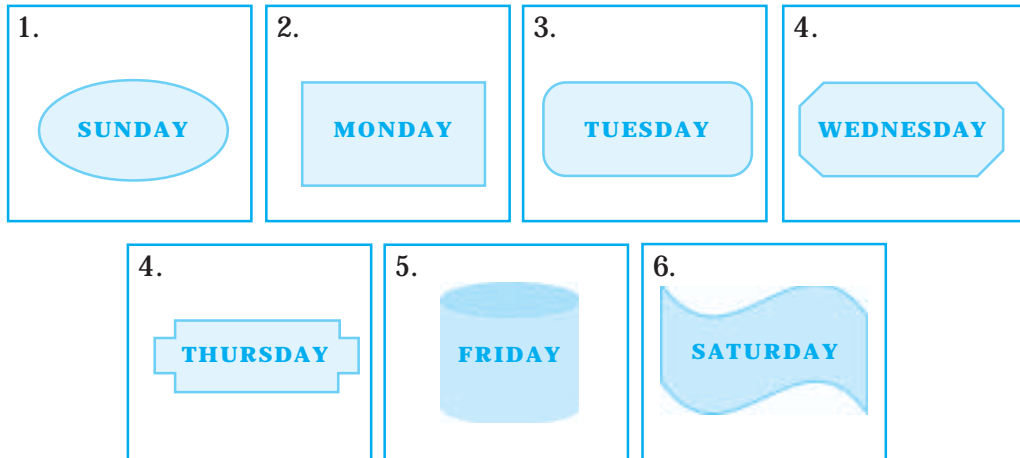 1.
SUNDAY
2.
MONDAY
3.
TUESDAY
4.
WEDNESDAY
4.
THURSDAY
5.
FRIDAY
6.
SATURDAY